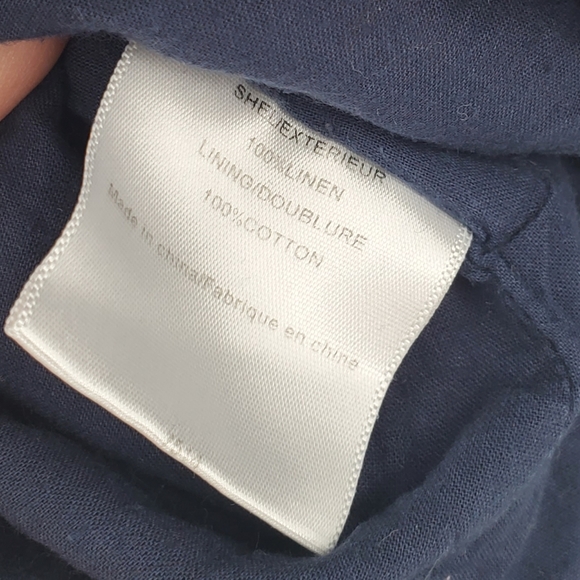 SHELL/EXTERIEUR
100%LINEN
LINING/DOUBLURE
100%COTTON
Made in china/Fabrique en chine